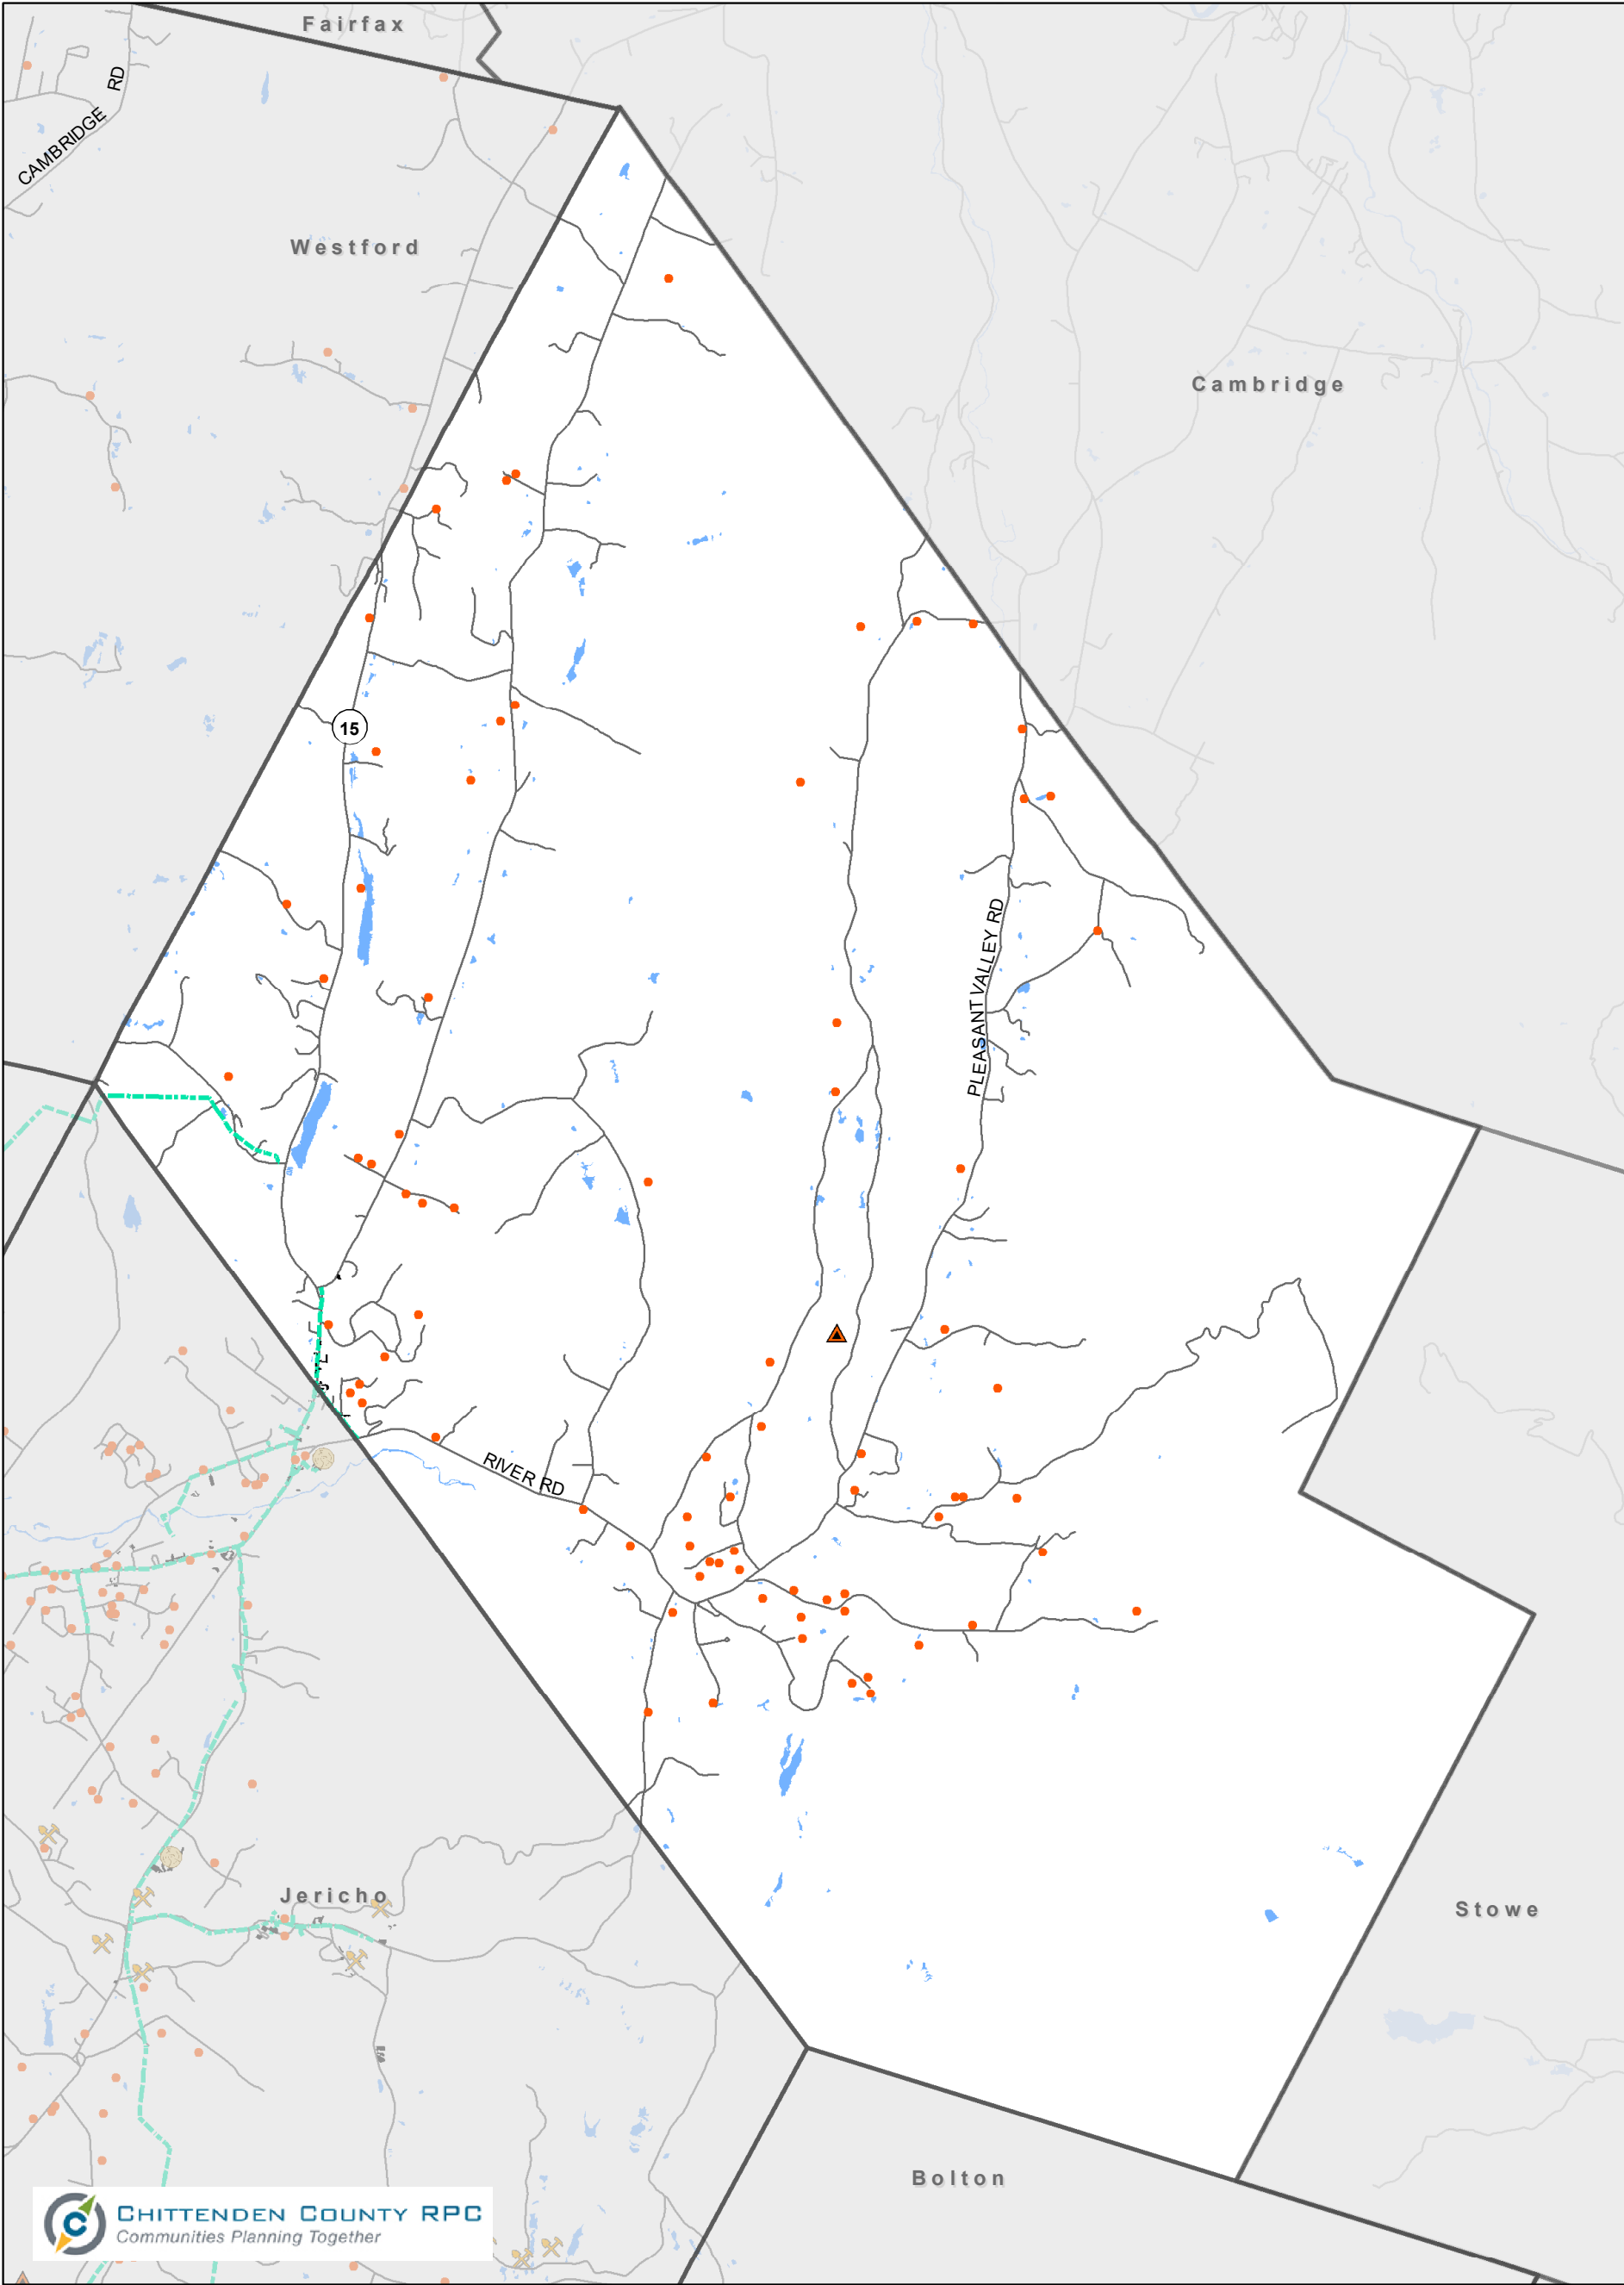 Fairfax
CAMBRIDGE RD
Westford
Cambridge
15
PLEASANT VALLEY RD
RIVER RD
Jericho
Stowe
Bolton
CHITTENDEN COUNTY RPC
Communities Planning Together